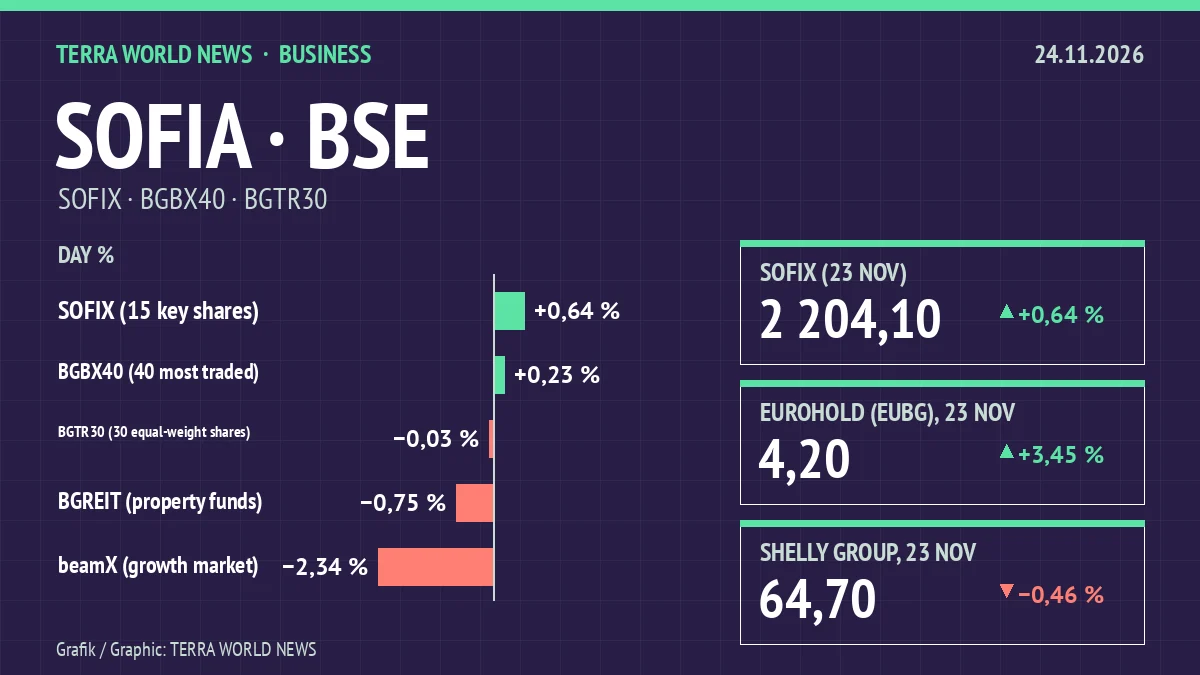 TERRA WORLD NEWS · BUSINESS
24.11.2026
SOFIA · BSE
SOFIX · BGBX40 · BGTR30
DAY %
SOFIX (15 key shares)
+0,64 %
BGBX40 (40 most traded)
+0,23 %
BGTR30 (30 equal-weight shares)
−0,03 %
BGREIT (property funds)
−0,75 %
beamX (growth market)
−2,34 %
SOFIX (23 NOV)
2 204,10
▲+0,64 %
EUROHOLD (EUBG), 23 NOV
4,20
▲+3,45 %
SHELLY GROUP, 23 NOV
64,70
▼−0,46 %
Grafik / Graphic: TERRA WORLD NEWS